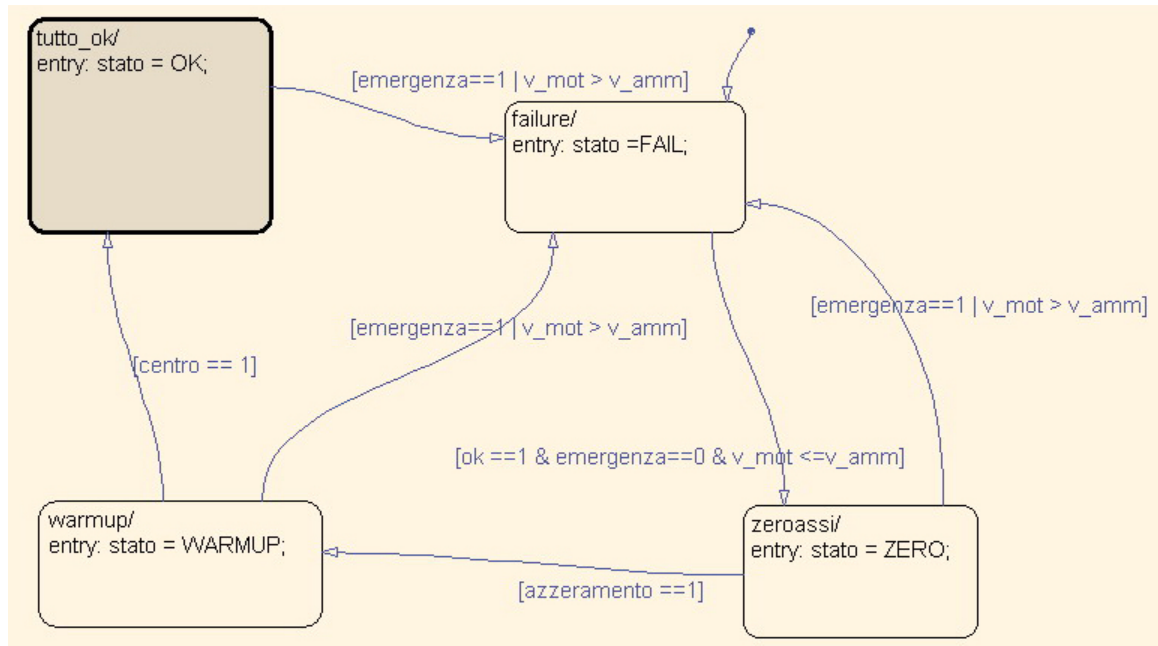 tutto_ok/
entry: stato = OK;
[emergenza==1 | v_mot > v_amm]
failure/
entry: stato =FAIL;
[emergenza==1 | v_mot > v_amm]
[emergenza==1 | v_mot > v_amm]
[centro == 1]
[ok ==1 & emergenza==0 & v_mot <=v_amm]
warmup/
entry: stato = WARMUP;
zeroassi/
entry: stato = ZERO;
[azzeramento ==1]